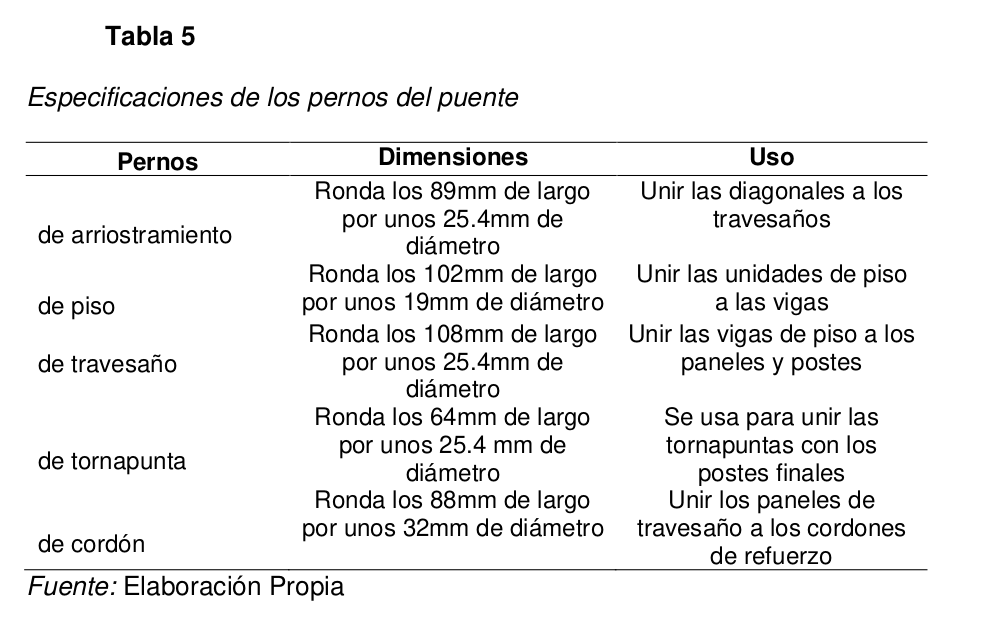 Tabla 5
Especificaciones de los pernos del puente
Pernos
Dimensiones
Uso
de arriostramiento
Ronda los 89mm de largo
por unos 25.4mm de
diámetro
Unir las diagonales a los
travesaños
de piso
Ronda los 102mm de largo
por unos 19mm de diámetro
Unir las unidades de piso
a las vigas
de travesaño
Ronda los 108mm de largo
por unos 25.4mm de
diámetro
Unir las vigas de piso a los
paneles y postes
de tornapunta
Ronda los 64mm de largo
por unos 25.4 mm de
diámetro
Se usa para unir las
tornapuntas con los
postes finales
de cordón
Ronda los 88mm de largo
por unos 32mm de diámetro
Unir los paneles de
travesaño a los cordones
de refuerzo
Fuente: Elaboración Propia